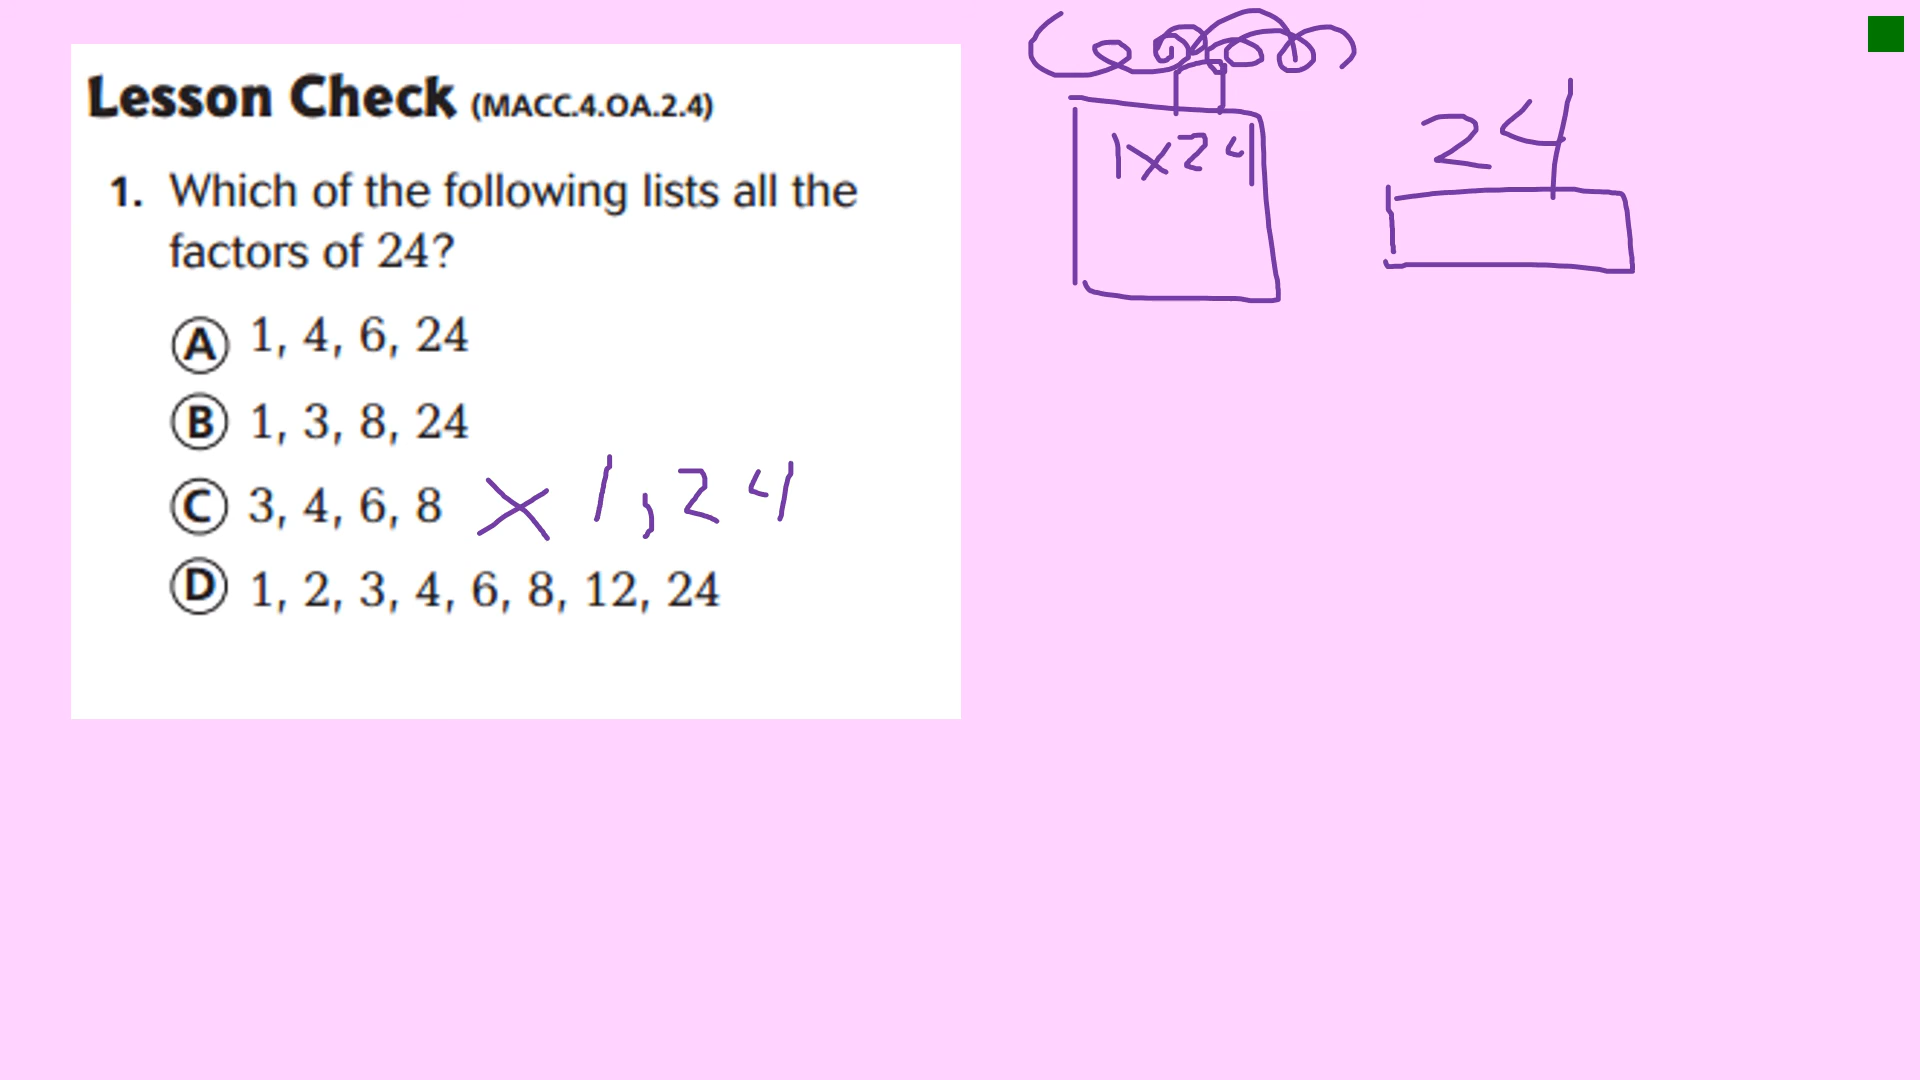 Lesson Check (MACC.4.OA.2.4)
1. Which of the following lists all the
factors of 24?
A 1, 4, 6, 24
B 1, 3, 8, 24
C 3, 4, 6, 8 x 1,24
D 1, 2, 3, 4, 6, 8, 12, 24
1x24
24